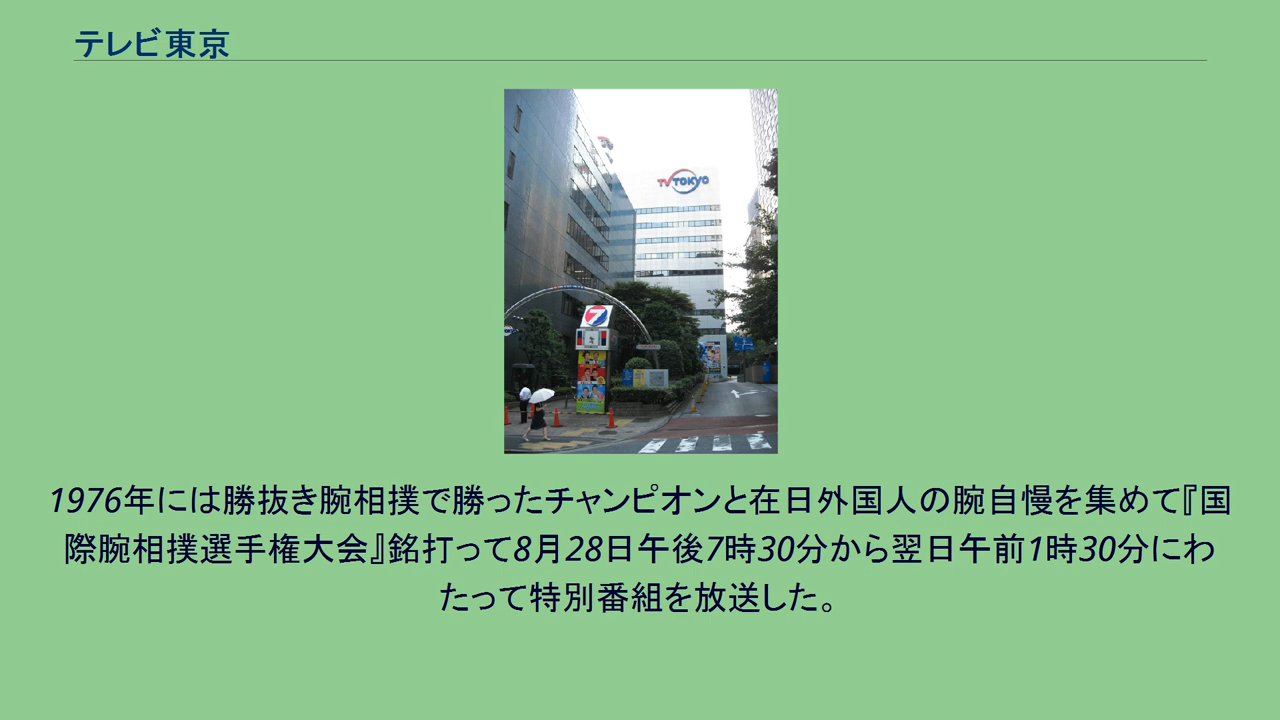 テレビ東京
TV TOKYO
7
1976年には勝抜き腕相撲で勝ったチャンピオンと在日外国人の腕自慢を集めて『国
際腕相撲選手権大会』銘打って8月28日午後7時30分から翌日午前1時30分にわ
たって特別番組を放送した。